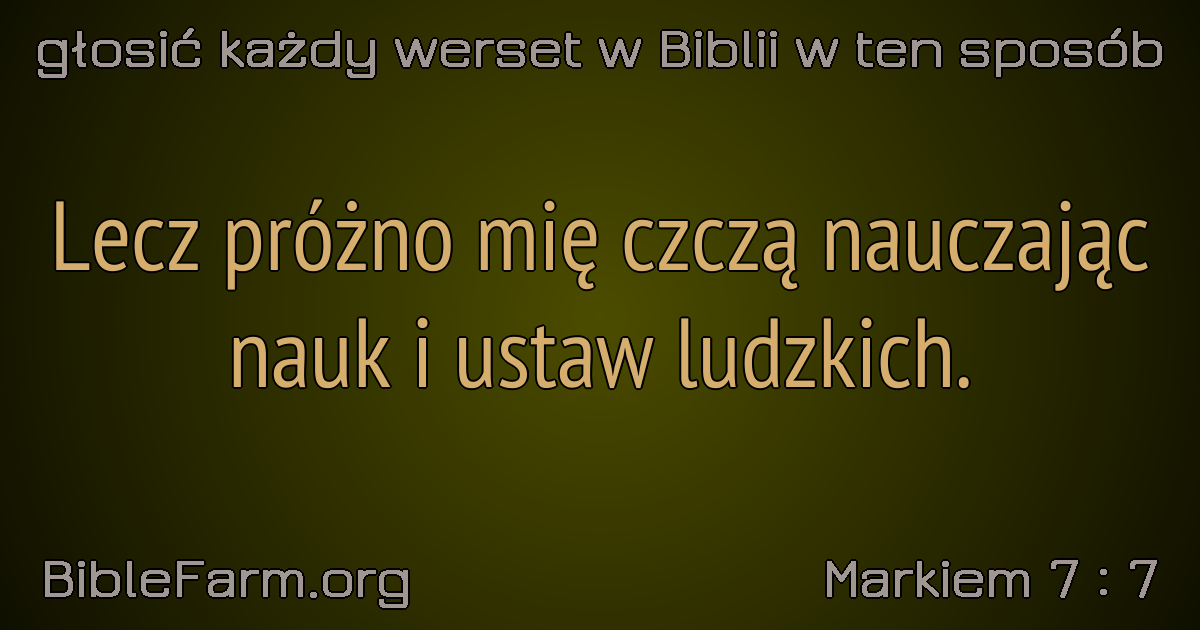 głosić każdy werset w Biblii w ten sposób
Lecz próżno mię czczą nauczając
nauk i ustaw ludzkich.
BibleFarm.org
Markiem 7 : 7